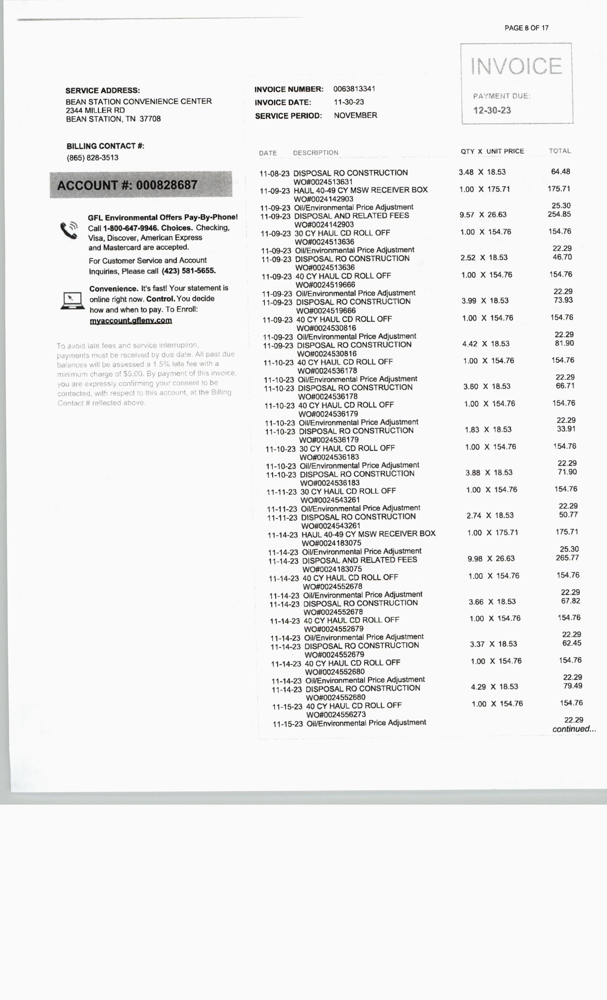 PAGE 8 OF 17
INVOICE
PAYMENT DUE:
12-30-23
SERVICE ADDRESS:
BEAN STATION CONVENIENCE CENTER
2344 MILLER RD
BEAN STATION, TN 37708
INVOICE NUMBER: 0063813341
INVOICE DATE: 11-30-23
SERVICE PERIOD: NOVEMBER
BILLING CONTACT #:
(865) 828-3513
ACCOUNT #: 000828687
GFL Environmental Offers Pay-By-Phone!
Call 1-800-647-9946. Choices. Checking,
Visa, Discover, American Express
and Mastercard are accepted.
For Customer Service and Account
Inquiries, Please call (423) 581-5655.
Convenience. It's fast! Your statement is
online right now. Control. You decide
how and when to pay. To Enroll:
myaccount.gflenv.com
To avoid late fees and service interruption,
payments must be received by due date. All past due
balances will be assessed a 1.5% late fee with a
minimum charge of $5.00. By payment of this invoice,
you are expressly confirming your consent to be
contacted, with respect to this account, at the Billing
Contact # reflected above.
DATE DESCRIPTION QTY X UNIT PRICE TOTAL
11-08-23 DISPOSAL RO CONSTRUCTION 3.48 X 18.53 64.48
WO#0024513631
11-09-23 HAUL 40-49 CY MSW RECEIVER BOX 1.00 X 175.71 175.71
WO#0024142903
11-09-23 Oil/Environmental Price Adjustment 25.30
11-09-23 DISPOSAL AND RELATED FEES 9.57 X 26.63 254.85
WO#0024142903
11-09-23 30 CY HAUL CD ROLL OFF 1.00 X 154.76 154.76
WO#0024513636
11-09-23 Oil/Environmental Price Adjustment 22.29
11-09-23 DISPOSAL RO CONSTRUCTION 2.52 X 18.53 46.70
WO#0024513636
11-09-23 40 CY HAUL CD ROLL OFF 1.00 X 154.76 154.76
WO#0024519666
11-09-23 Oil/Environmental Price Adjustment 22.29
11-09-23 DISPOSAL RO CONSTRUCTION 3.99 X 18.53 73.93
WO#0024519666
11-09-23 40 CY HAUL CD ROLL OFF 1.00 X 154.76 154.76
WO#0024530816
11-09-23 Oil/Environmental Price Adjustment 22.29
11-09-23 DISPOSAL RO CONSTRUCTION 4.42 X 18.53 81.90
WO#0024530816
11-10-23 40 CY HAUL CD ROLL OFF 1.00 X 154.76 154.76
WO#0024536178
11-10-23 Oil/Environmental Price Adjustment 22.29
11-10-23 DISPOSAL RO CONSTRUCTION 3.60 X 18.53 66.71
WO#0024536178
11-10-23 40 CY HAUL CD ROLL OFF 1.00 X 154.76 154.76
WO#0024536179
11-10-23 Oil/Environmental Price Adjustment 22.29
11-10-23 DISPOSAL RO CONSTRUCTION 1.83 X 18.53 33.91
WO#0024536179
11-10-23 30 CY HAUL CD ROLL OFF 1.00 X 154.76 154.76
WO#0024536183
11-10-23 Oil/Environmental Price Adjustment 22.29
11-10-23 DISPOSAL RO CONSTRUCTION 3.88 X 18.53 71.90
WO#0024536183
11-11-23 30 CY HAUL CD ROLL OFF 1.00 X 154.76 154.76
WO#0024543261
11-11-23 Oil/Environmental Price Adjustment 22.29
11-11-23 DISPOSAL RO CONSTRUCTION 2.74 X 18.53 50.77
WO#0024543261
11-14-23 HAUL 40-49 CY MSW RECEIVER BOX 1.00 X 175.71 175.71
WO#0024183075
11-14-23 Oil/Environmental Price Adjustment 25.30
11-14-23 DISPOSAL AND RELATED FEES 9.98 X 26.63 265.77
WO#0024183075
11-14-23 40 CY HAUL CD ROLL OFF 1.00 X 154.76 154.76
WO#0024552678
11-14-23 Oil/Environmental Price Adjustment 22.29
11-14-23 DISPOSAL RO CONSTRUCTION 3.66 X 18.53 67.82
WO#0024552678
11-14-23 40 CY HAUL CD ROLL OFF 1.00 X 154.76 154.76
WO#0024552679
11-14-23 Oil/Environmental Price Adjustment 22.29
11-14-23 DISPOSAL RO CONSTRUCTION 3.37 X 18.53 62.45
WO#0024552679
11-14-23 40 CY HAUL CD ROLL OFF 1.00 X 154.76 154.76
WO#0024552680
11-14-23 Oil/Environmental Price Adjustment 22.29
11-14-23 DISPOSAL RO CONSTRUCTION 4.29 X 18.53 79.49
WO#0024552680
11-15-23 40 CY HAUL CD ROLL OFF 1.00 X 154.76 154.76
WO#0024556273
11-15-23 Oil/Environmental Price Adjustment 22.29
continued...